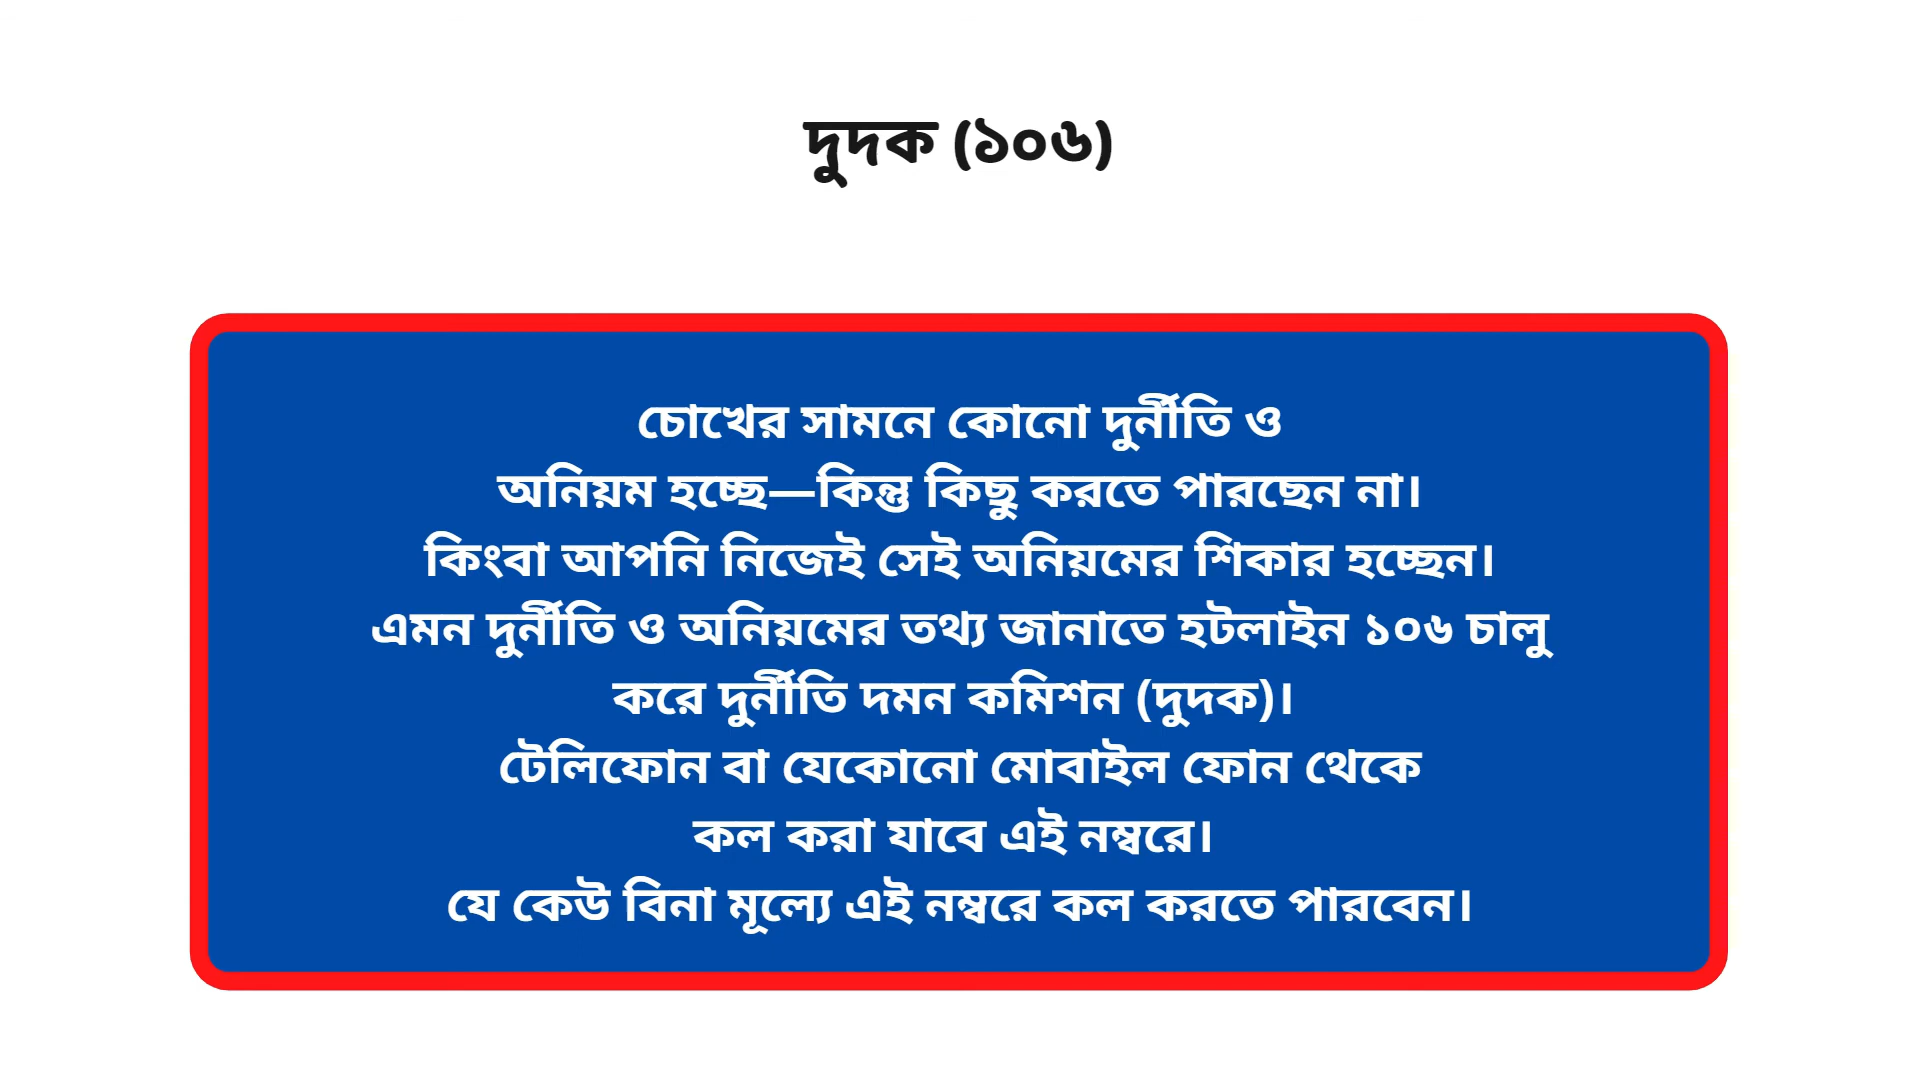 দুদক (১০৬)
চোখের সামনে কোনো দুর্নীতি ও
অনিয়ম হচ্ছে—কিন্তু কিছু করতে পারছেন না।
কিংবা আপনি নিজেই সেই অনিয়মের শিকার হচ্ছেন।
এমন দুর্নীতি ও অনিয়মের তথ্য জানাতে হটলাইন ১০৬ চালু
করে দুর্নীতি দমন কমিশন (দুদক)।
টেলিফোন বা যেকোনো মোবাইল ফোন থেকে
কল করা যাবে এই নম্বরে।
যে কেউ বিনা মূল্যে এই নম্বরে কল করতে পারবেন।